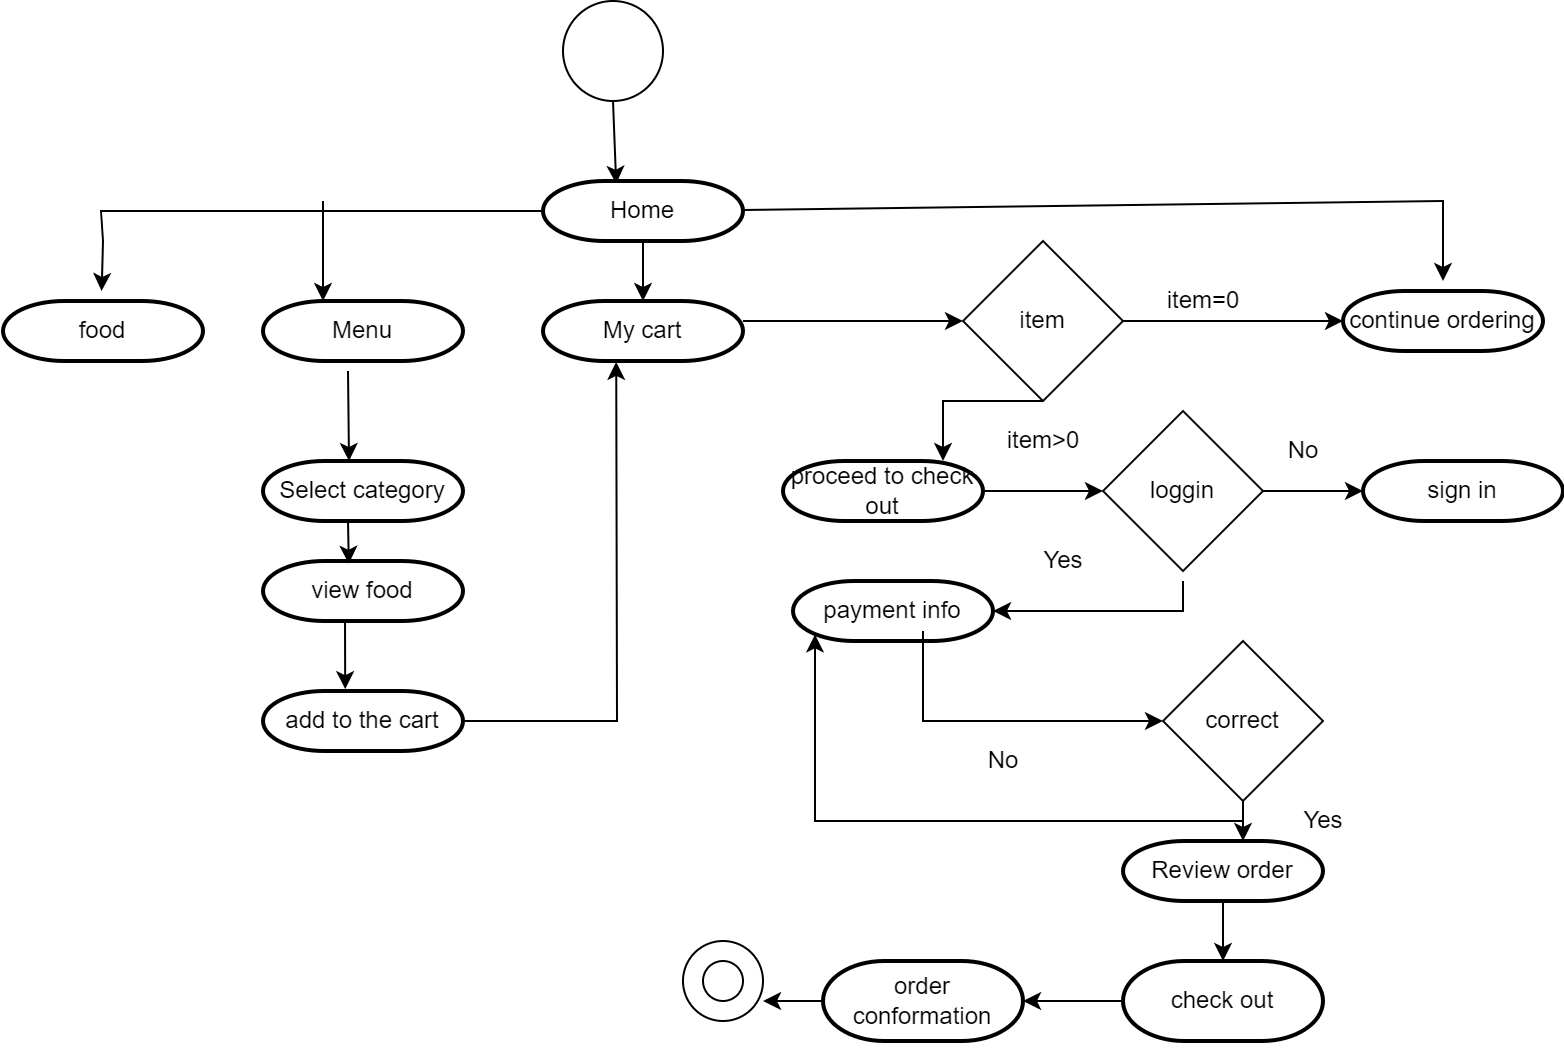 Home
food
Menu
My cart
item
item=0
continue ordering
item>0
proceed to check
out
loggin
No
sign in
Select category
view food
Yes
payment info
add to the cart
correct
No
Yes
Review order
order
conformation
check out